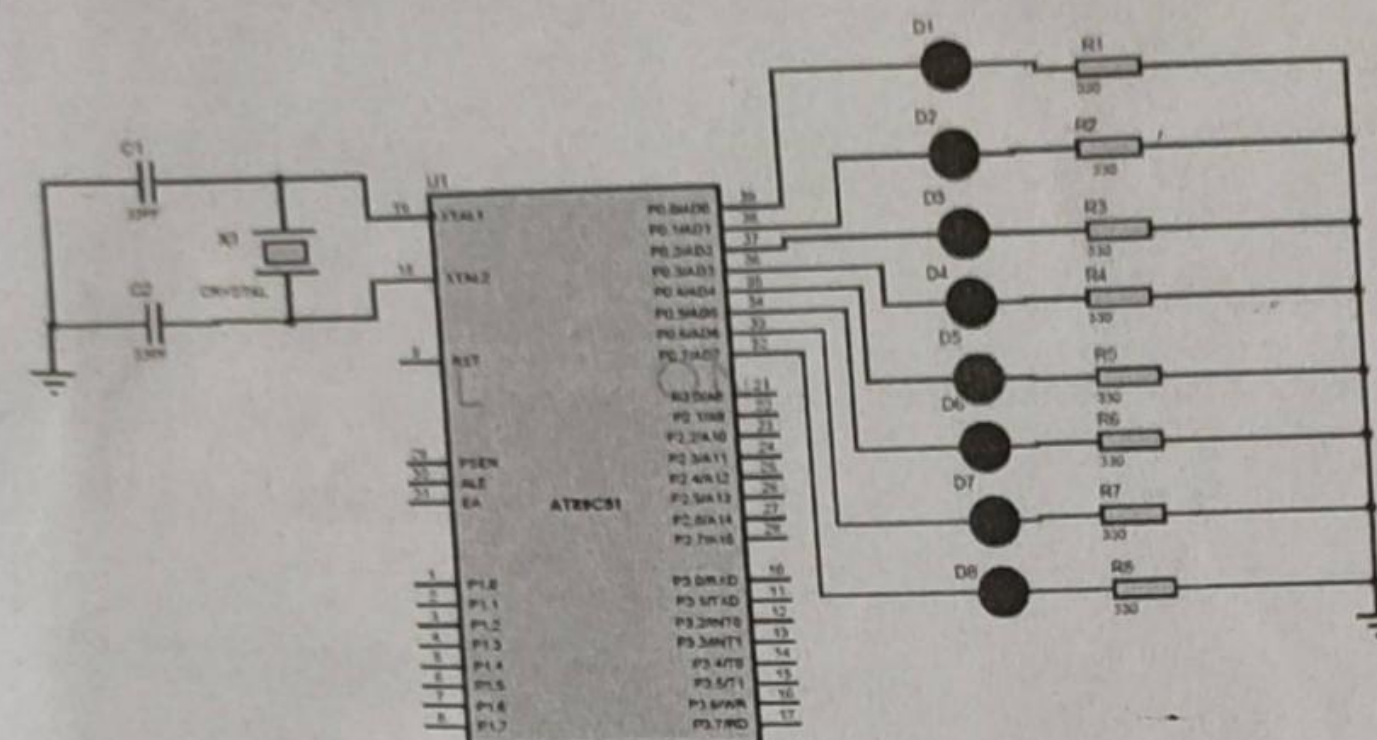 D1
R1
330
D2
R2
330
D3
R3
330
D4
R4
330
D5
R5
330
D6
R6
330
D7
R7
330
D8
R8
330
C1
33PF
X1
CRYSTAL
C2
U1
19 XTAL1
18 XTAL2
9 RST
29 PSEN
30 ALE
31 EA
AT89C51
1 P1.0
2 P1.1
3 P1.2
4 P1.3
5 P1.4
6 P1.5
7 P1.6
8 P1.7
P0.0/AD0 39
P0.1/AD1 38
P0.2/AD2 37
P0.3/AD3 36
P0.4/AD4 35
P0.5/AD5 34
P0.6/AD6 33
P0.7/AD7 32
P2.0/A8 21
P2.1/A9 22
P2.2/A10 23
P2.3/A11 24
P2.4/A12 25
P2.5/A13 26
P2.6/A14 27
P2.7/A15 28
P3.0/RXD 10
P3.1/TXD 11
P3.2/INT0 12
P3.3/INT1 13
P3.4/T0 14
P3.5/T1 15
P3.6/WR 16
P3.7/RD 17